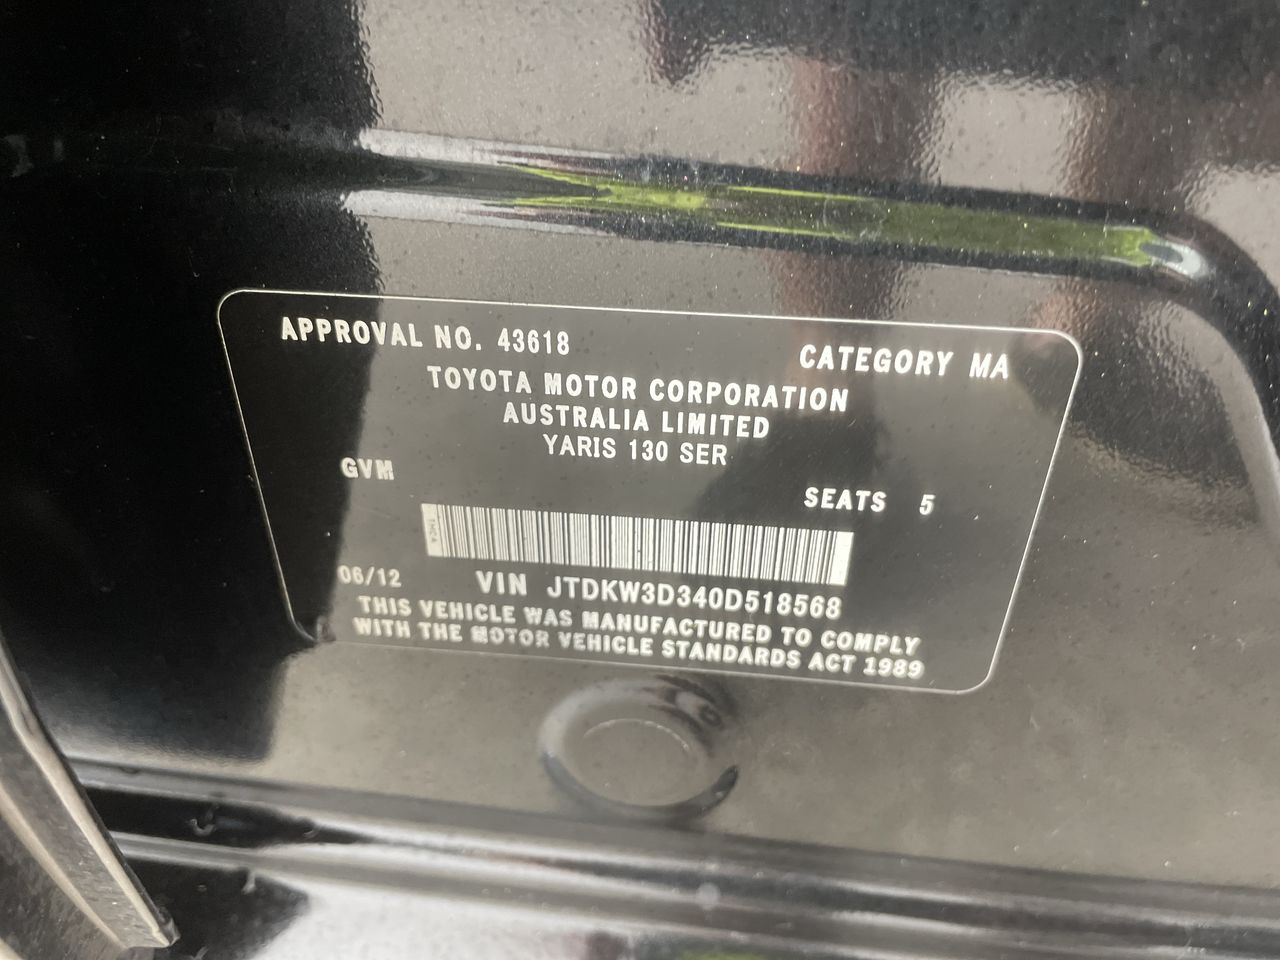 APPROVAL NO. 43618
CATEGORY MA
TOYOTA MOTOR CORPORATION
AUSTRALIA LIMITED
YARIS 130 SER
GVM
SEATS 5
06/12
VIN JTDKW3D340D518568
THIS VEHICLE WAS MANUFACTURED TO COMPLY
WITH THE MOTOR VEHICLE STANDARDS ACT 1989